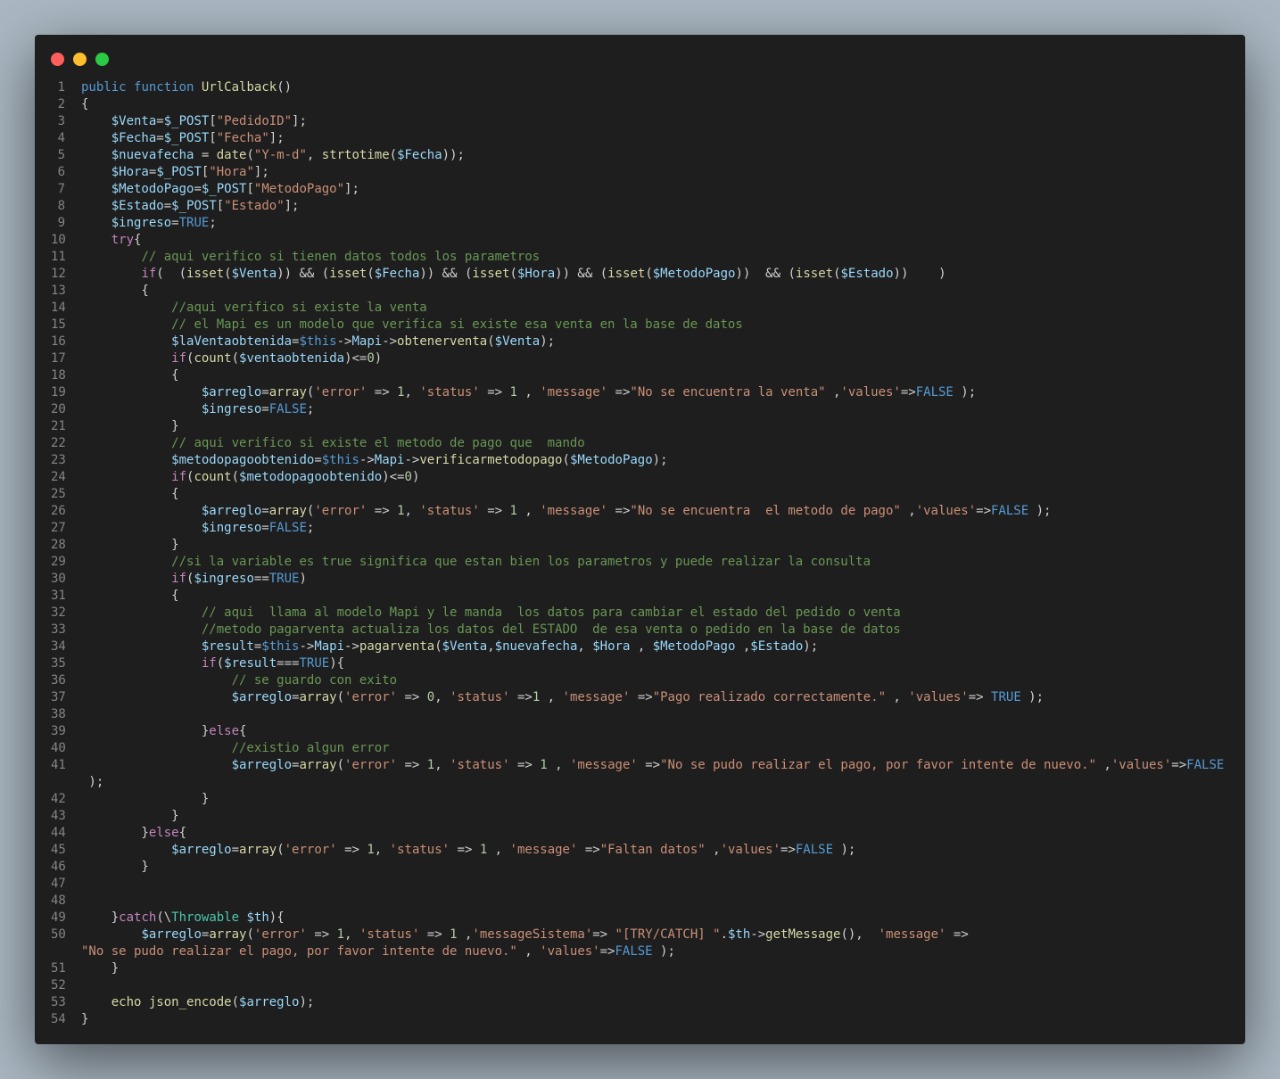 1 public function UrlCalback()
2 {
3     $Venta=$_POST["PedidoID"];
4     $Fecha=$_POST["Fecha"];
5     $nuevafecha = date("Y-m-d", strtotime($Fecha));
6     $Hora=$_POST["Hora"];
7     $MetodoPago=$_POST["MetodoPago"];
8     $Estado=$_POST["Estado"];
9     $ingreso=TRUE;
10     try{
11         // aqui verifico si tienen datos todos los parametros
12         if(  (isset($Venta)) && (isset($Fecha)) && (isset($Hora)) && (isset($MetodoPago))  && (isset($Estado))    )
13         {
14             //aqui verifico si existe la venta
15             // el Mapi es un modelo que verifica si existe esa venta en la base de datos
16             $laVentaobtenida=$this->Mapi->obtenerventa($Venta);
17             if(count($ventaobtenida)<=0)
18             {
19                 $arreglo=array('error' => 1, 'status' => 1 , 'message' =>"No se encuentra la venta" ,'values'=>FALSE );
20                 $ingreso=FALSE;
21             }
22             // aqui verifico si existe el metodo de pago que  mando
23             $metodopagoobtenido=$this->Mapi->verificarmetodopago($MetodoPago);
24             if(count($metodopagoobtenido)<=0)
25             {
26                 $arreglo=array('error' => 1, 'status' => 1 , 'message' =>"No se encuentra  el metodo de pago" ,'values'=>FALSE );
27                 $ingreso=FALSE;
28             }
29             //si la variable es true significa que estan bien los parametros y puede realizar la consulta
30             if($ingreso==TRUE)
31             {
32                 // aqui  llama al modelo Mapi y le manda  los datos para cambiar el estado del pedido o venta
33                 //metodo pagarventa actualiza los datos del ESTADO  de esa venta o pedido en la base de datos
34                 $result=$this->Mapi->pagarventa($Venta,$nuevafecha, $Hora , $MetodoPago ,$Estado);
35                 if($result===TRUE){
36                     // se guardo con exito
37                     $arreglo=array('error' => 0, 'status' =>1 , 'message' =>"Pago realizado correctamente." , 'values'=> TRUE );
38
39                 }else{
40                     //existio algun error
41                     $arreglo=array('error' => 1, 'status' => 1 , 'message' =>"No se pudo realizar el pago, por favor intente de nuevo." ,'values'=>FALSE
 );
42                 }
43             }
44         }else{
45             $arreglo=array('error' => 1, 'status' => 1 , 'message' =>"Faltan datos" ,'values'=>FALSE );
46         }
47
48
49     }catch(\Throwable $th){
50         $arreglo=array('error' => 1, 'status' => 1 ,'messageSistema'=> "[TRY/CATCH] ".$th->getMessage(),  'message' =>
"No se pudo realizar el pago, por favor intente de nuevo." , 'values'=>FALSE );
51     }
52
53     echo json_encode($arreglo);
54 }